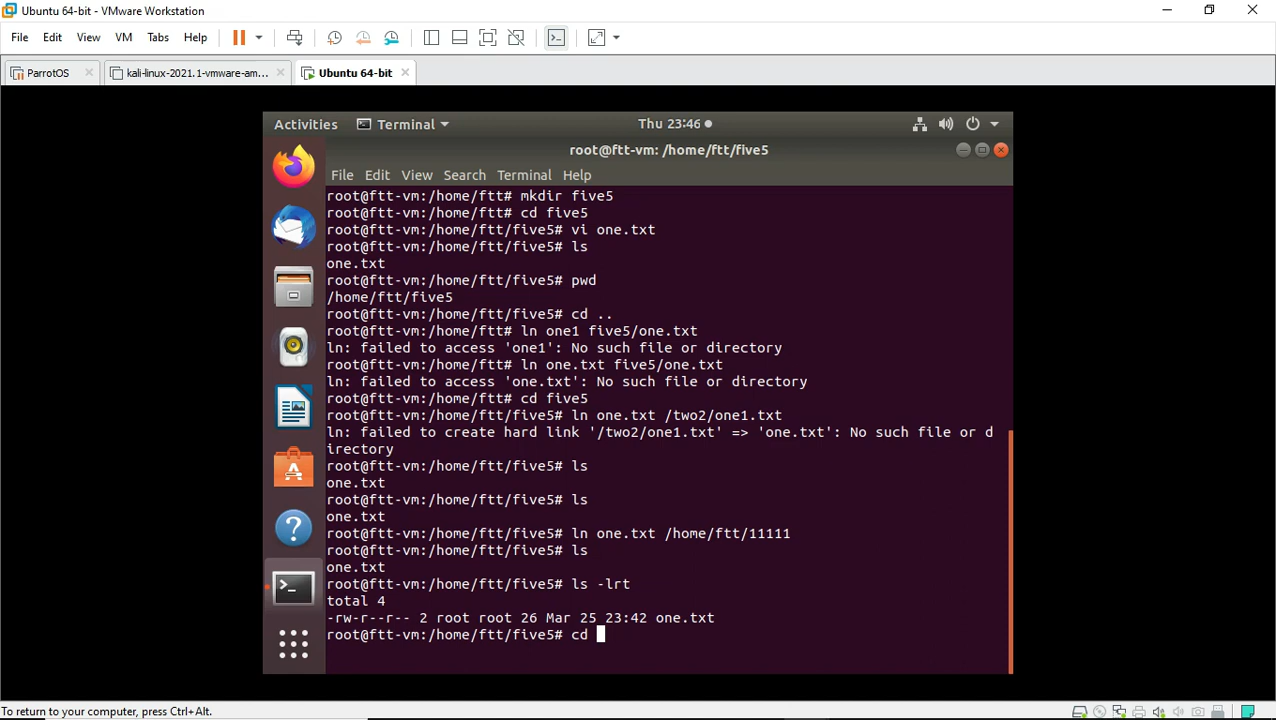 Ubuntu 64-bit - VMware Workstation
File Edit View VM Tabs Help
ParrotOS kali-linux-2021.1-vmware-am... Ubuntu 64-bit
Activities Terminal Thu 23:46
root@ftt-vm: /home/ftt/five5
File Edit View Search Terminal Help
root@ftt-vm:/home/ftt# mkdir five5
root@ftt-vm:/home/ftt# cd five5
root@ftt-vm:/home/ftt/five5# vi one.txt
root@ftt-vm:/home/ftt/five5# ls
one.txt
root@ftt-vm:/home/ftt/five5# pwd
/home/ftt/five5
root@ftt-vm:/home/ftt/five5# cd ..
root@ftt-vm:/home/ftt# ln one1 five5/one.txt
ln: failed to access 'one1': No such file or directory
root@ftt-vm:/home/ftt# ln one.txt five5/one.txt
ln: failed to access 'one.txt': No such file or directory
root@ftt-vm:/home/ftt# cd five5
root@ftt-vm:/home/ftt/five5# ln one.txt /two2/one1.txt
ln: failed to create hard link '/two2/one1.txt' => 'one.txt': No such file or d
irectory
root@ftt-vm:/home/ftt/five5# ls
one.txt
root@ftt-vm:/home/ftt/five5# ls
one.txt
root@ftt-vm:/home/ftt/five5# ln one.txt /home/ftt/11111
root@ftt-vm:/home/ftt/five5# ls
one.txt
root@ftt-vm:/home/ftt/five5# ls -lrt
total 4
-rw-r--r-- 2 root root 26 Mar 25 23:42 one.txt
root@ftt-vm:/home/ftt/five5# cd
To return to your computer, press Ctrl+Alt.